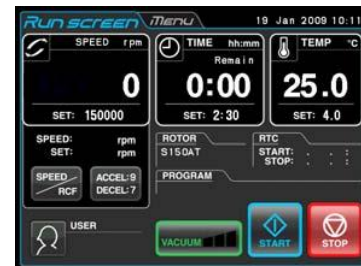 Run screen MENU 19 Jan 2009 10:11
SPEED rpm
0
SET: 150000
TIME hh:mm
Remain
0:00
SET: 2:30
TEMP °C
25.0
SET: 4.0
SPEED: rpm
SET: rpm
SPEED/RCF
ACCEL:9
DECEL:7
ROTOR
S150AT
RTC
START: : :
STOP: : :
PROGRAM
USER
VACUUM
START
STOP